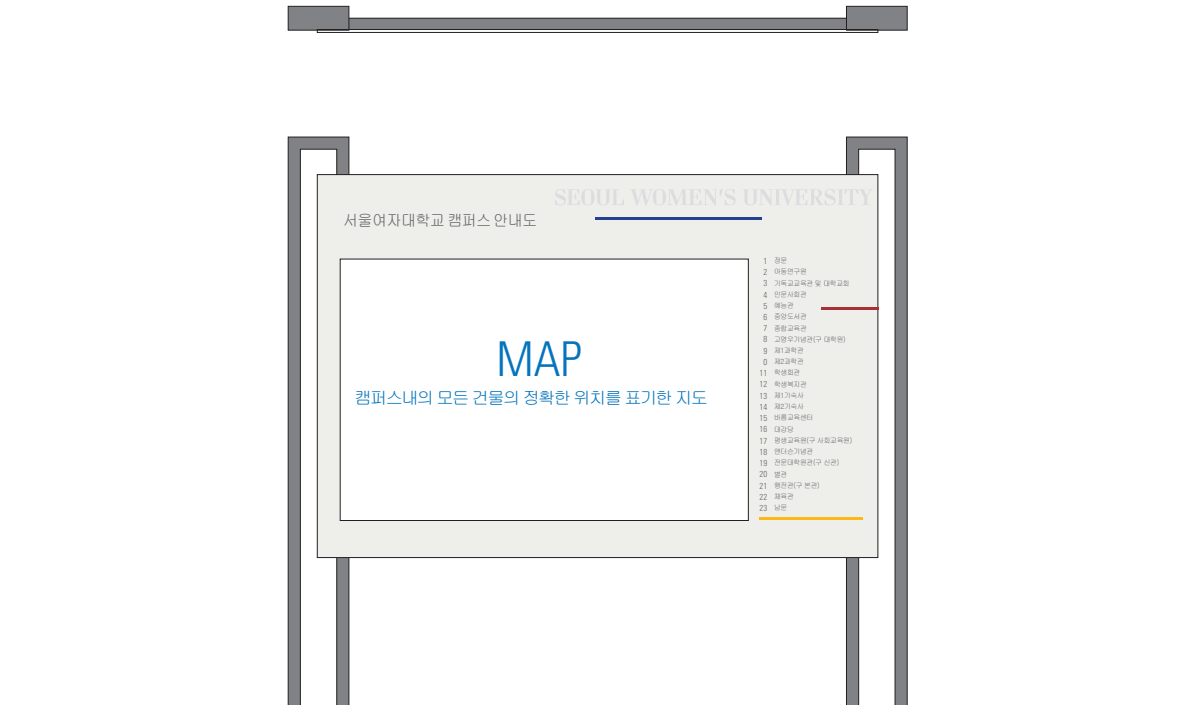 SEOUL WOMEN'S UNIVERSITY
서울여자대학교 캠퍼스 안내도
MAP
캠퍼스내의 모든 건물의 정확한 위치를 표기한 지도
1 정문
2 아동연구원
3 기독교교육관 및 대학교회
4 인문사회관
5 예능관
6 중앙도서관
7 종합교육관
8 고명우기념관(구 대학원)
9 제1과학관
0 제2과학관
11 학생회관
12 학생복지관
13 제1기숙사
14 제2기숙사
15 바롬교육센터
16 대강당
17 평생교육원(구 사회교육원)
18 앤더슨기념관
19 전문대학원관(구 신관)
20 별관
21 행전관(구 본관)
22 체육관
23 남문